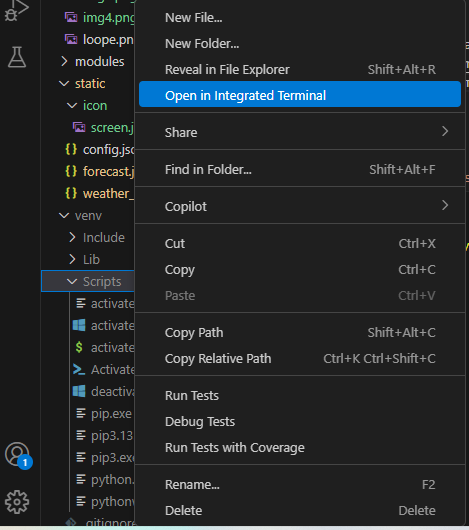 img4.png
loope.pn
modules
static
icon
screen.j
config.jsc
forecast.j
weather_
venv
Include
Lib
Scripts
activate
activate
activate
Activate
deactiva
pip.exe
pip3.13
pip3.exe
python.
pythonv
.gitignore
1
New File...
New Folder...
Reveal in File Explorer Shift+Alt+R
Open in Integrated Terminal
Share
Find in Folder... Shift+Alt+F
Copilot
Cut Ctrl+X
Copy Ctrl+C
Paste Ctrl+V
Copy Path Shift+Alt+C
Copy Relative Path Ctrl+K Ctrl+Shift+C
Run Tests
Debug Tests
Run Tests with Coverage
Rename... F2
Delete Delete